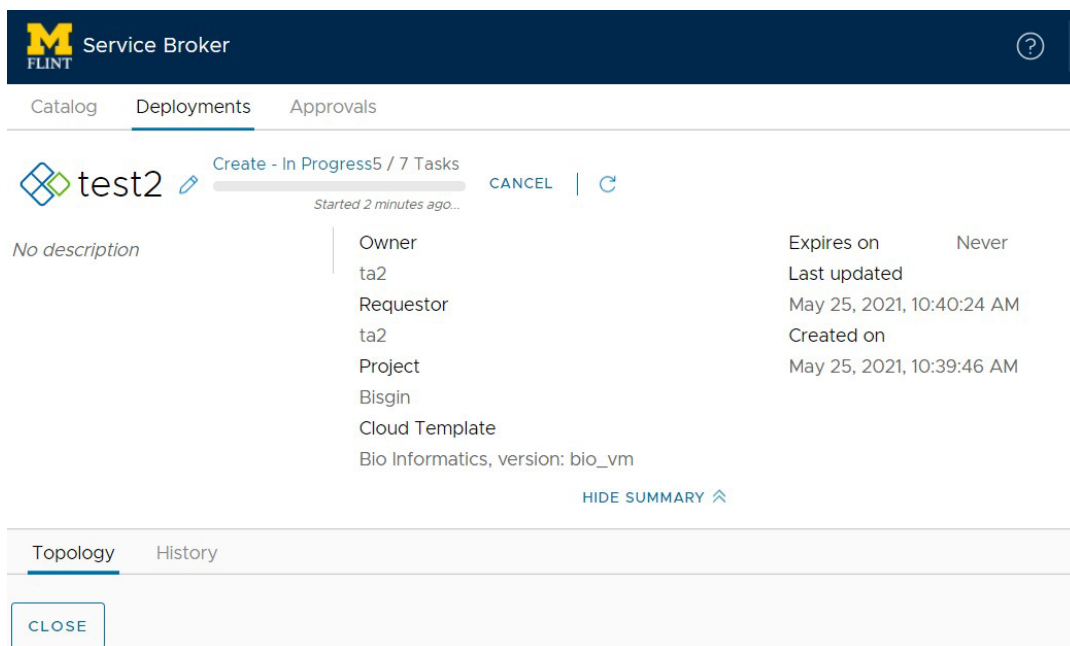 M
FLINT
Service Broker
?
Catalog Deployments Approvals
test2
Create - In Progress5 / 7 Tasks
Started 2 minutes ago...
CANCEL
No description
Owner
ta2
Requestor
ta2
Project
Bisgin
Cloud Template
Bio Informatics, version: bio_vm
Expires on Never
Last updated
May 25, 2021, 10:40:24 AM
Created on
May 25, 2021, 10:39:46 AM
HIDE SUMMARY
Topology History
CLOSE